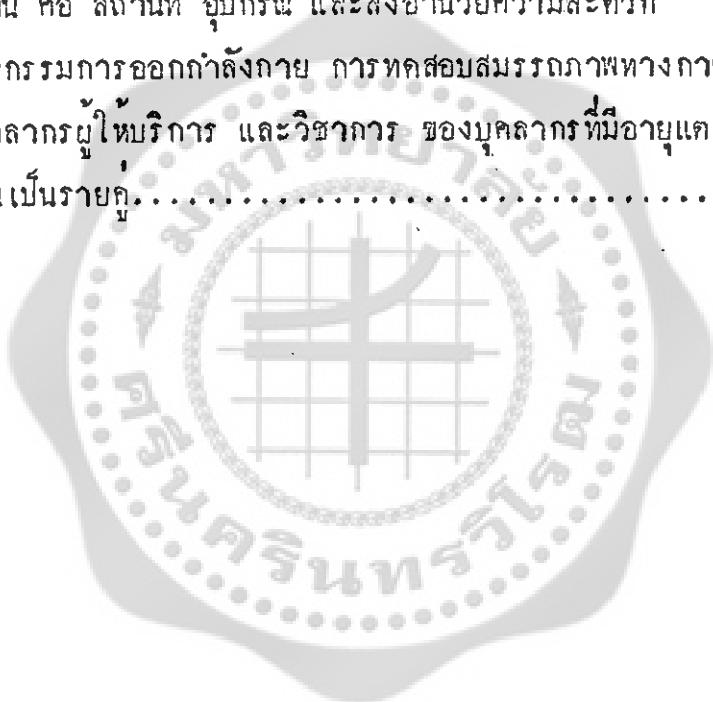 คือ สถานที่ อุปกรณ์ และสิ่งอำนวยความสะดวก
กรรมการออกกำลังกาย การทดสอบสมรรถภาพทางกา
ลากรผู้ให้บริการ และวิชาการ ของบุคลากรที่มีอายุแต
เป็นรายคู่.................................
มหาวิทยาลัย
ศรีนครินทรวิโรฒ